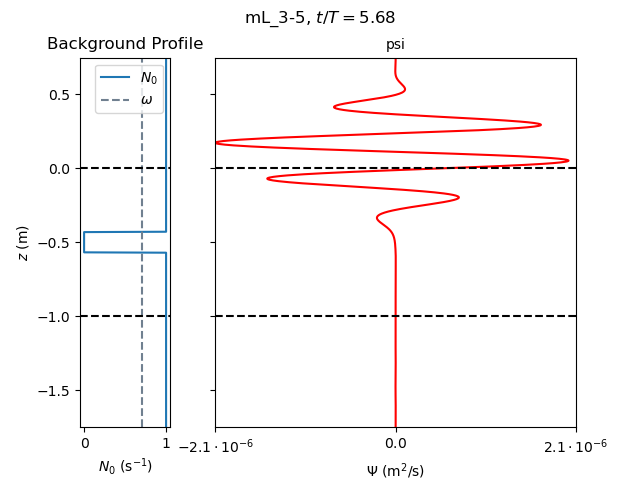 mL_3-5, t/T = 5.68
Background Profile
psi
N₀
ω
0.5
0.0
−0.5
−1.0
−1.5
z (m)
0 1
N₀ (s⁻¹)
−2.1 · 10⁻⁶ 0.0 2.1 · 10⁻⁶
Ψ (m²/s)